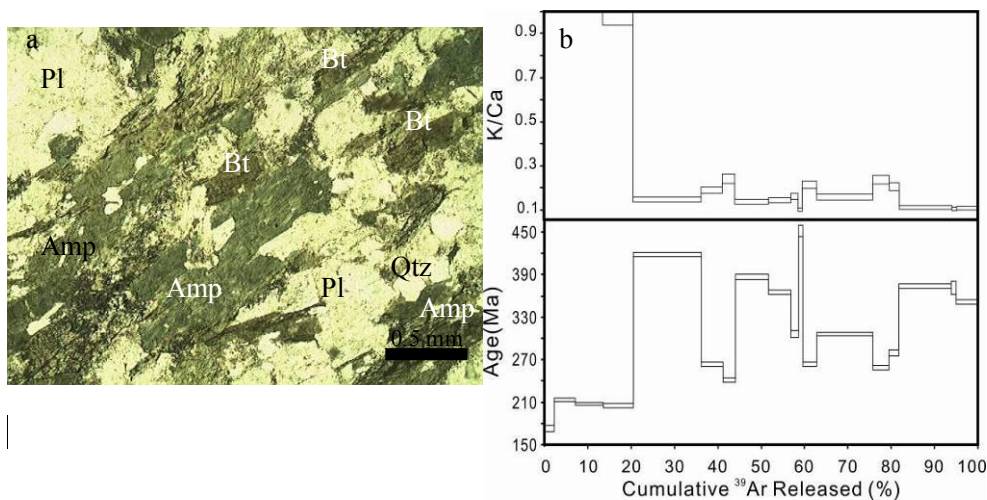 a
Bt
Pl
Bt
Bt
Amp
Qtz
Amp
Pl
Amp
0.5 mm
b
0.9
0.7
0.5
0.3
0.1
K/Ca
450
390
330
270
210
150
Age(Ma)
0 10 20 30 40 50 60 70 80 90 100
Cumulative ³⁹Ar Released (%)